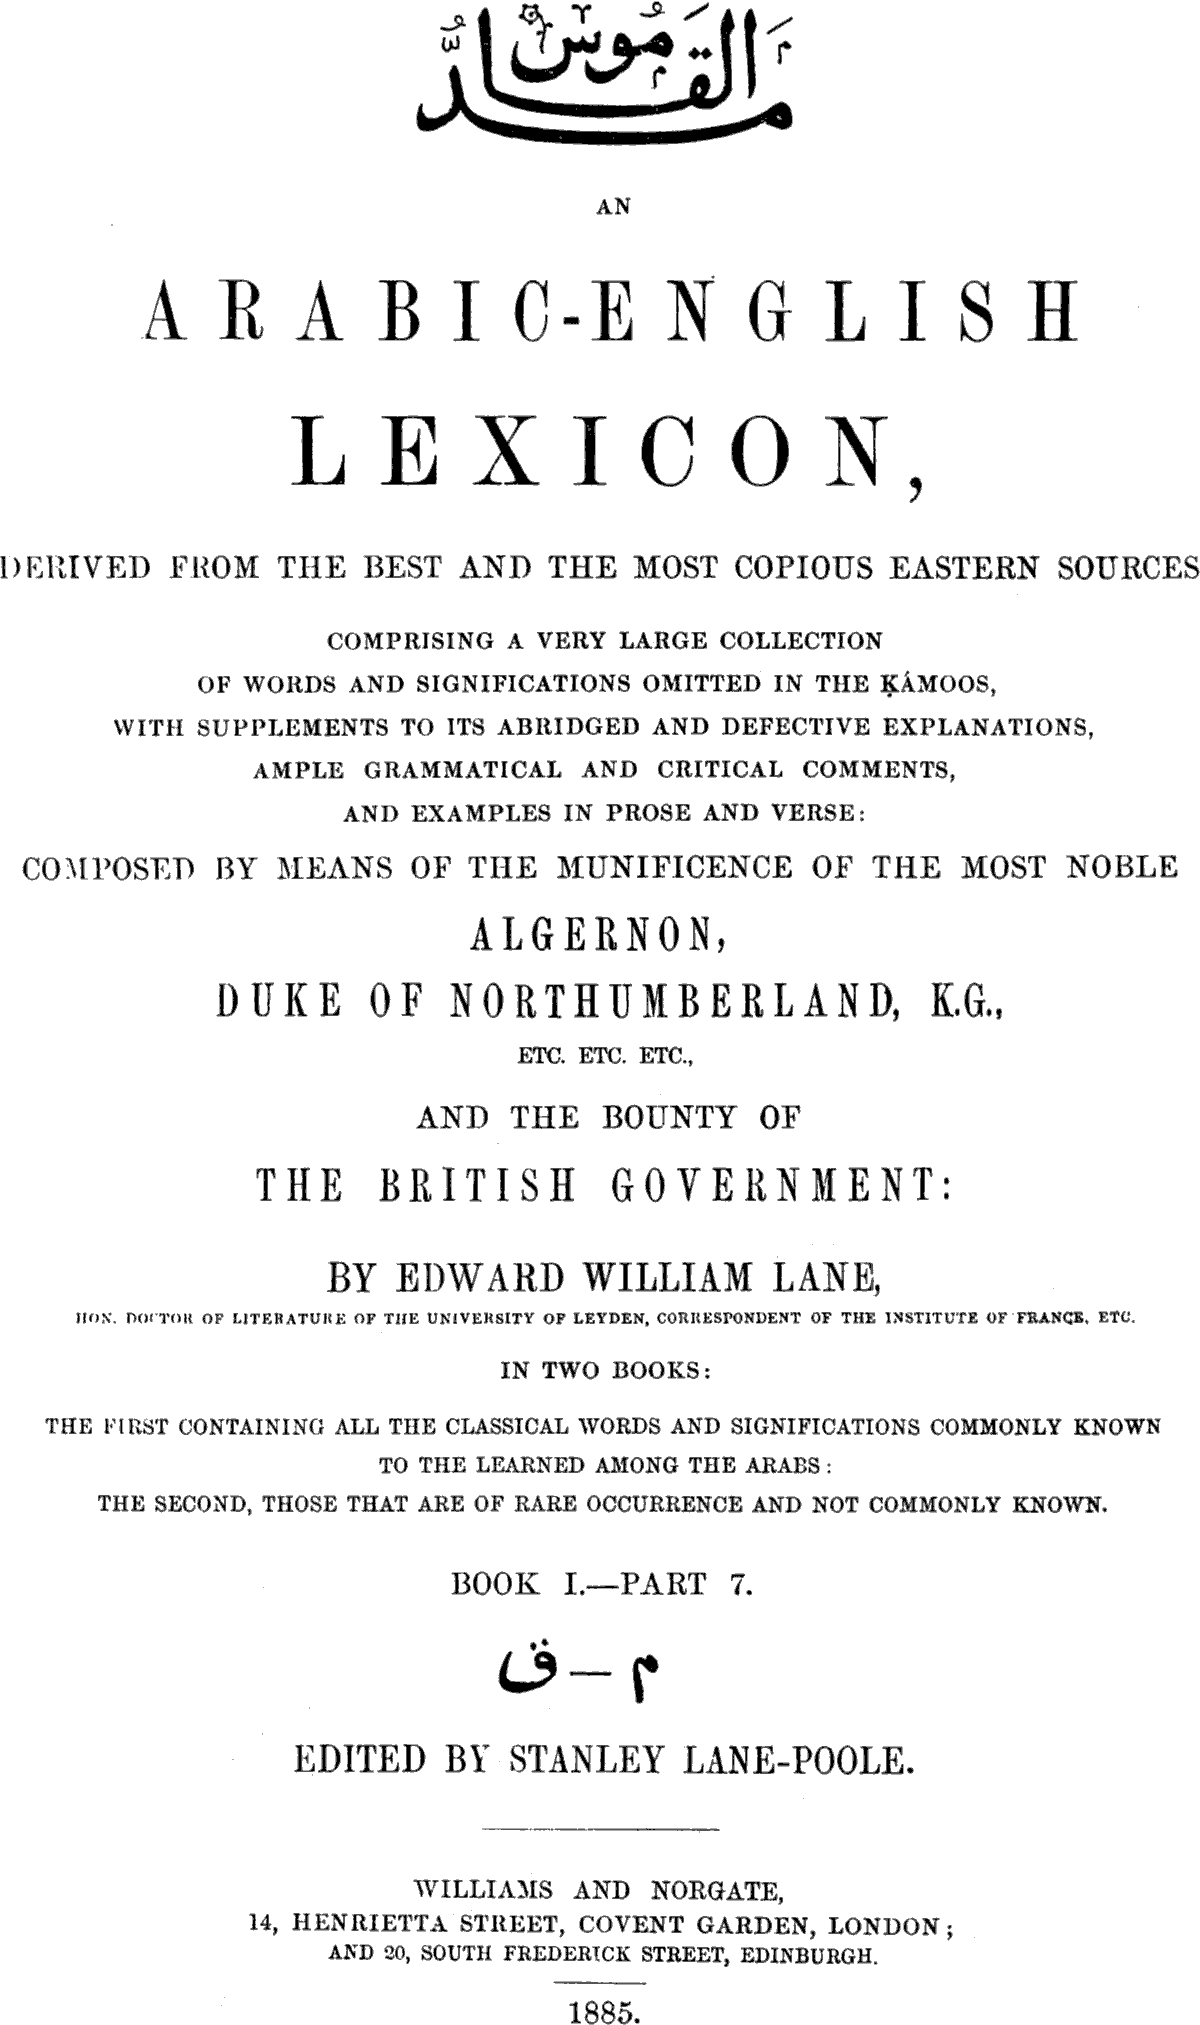 مَدُّ القَامُوسِ
AN
ARABIC-ENGLISH
LEXICON,
DERIVED FROM THE BEST AND THE MOST COPIOUS EASTERN SOURCES
COMPRISING A VERY LARGE COLLECTION
OF WORDS AND SIGNIFICATIONS OMITTED IN THE ḲÁMOOS,
WITH SUPPLEMENTS TO ITS ABRIDGED AND DEFECTIVE EXPLANATIONS,
AMPLE GRAMMATICAL AND CRITICAL COMMENTS,
AND EXAMPLES IN PROSE AND VERSE:
COMPOSED BY MEANS OF THE MUNIFICENCE OF THE MOST NOBLE
ALGERNON,
DUKE OF NORTHUMBERLAND, K.G.,
ETC. ETC. ETC.,
AND THE BOUNTY OF
THE BRITISH GOVERNMENT:
BY EDWARD WILLIAM LANE,
HON. DOCTOR OF LITERATURE OF THE UNIVERSITY OF LEYDEN, CORRESPONDENT OF THE INSTITUTE OF FRANCE, ETC.
IN TWO BOOKS:
THE FIRST CONTAINING ALL THE CLASSICAL WORDS AND SIGNIFICATIONS COMMONLY KNOWN
TO THE LEARNED AMONG THE ARABS:
THE SECOND, THOSE THAT ARE OF RARE OCCURRENCE AND NOT COMMONLY KNOWN.
BOOK I.—PART 7.
ق — م
EDITED BY STANLEY LANE-POOLE.
WILLIAMS AND NORGATE,
14, HENRIETTA STREET, COVENT GARDEN, LONDON;
AND 20, SOUTH FREDERICK STREET, EDINBURGH.
1885.